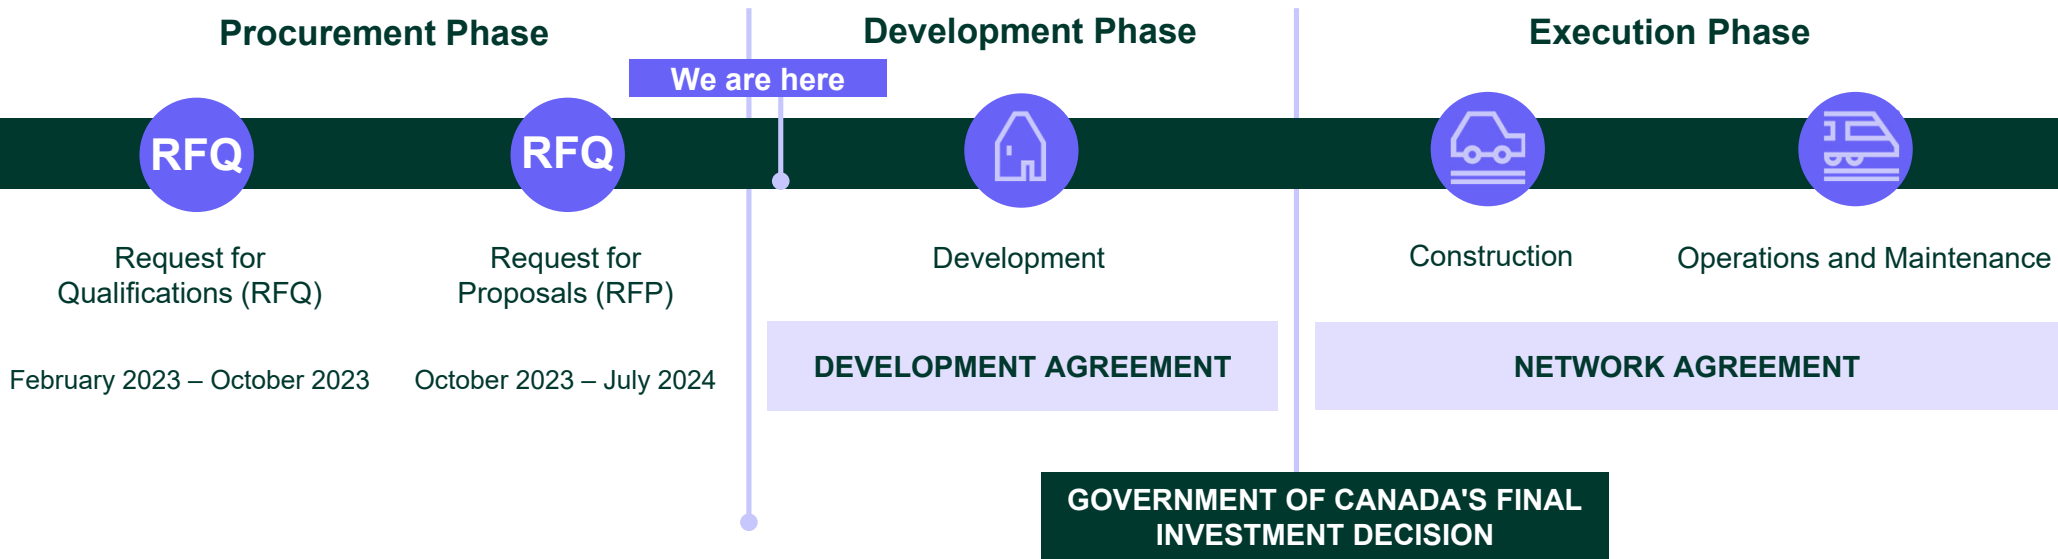 Procurement Phase
Development Phase
Execution Phase
We are here
RFQ
RFQ
Request for
Qualifications (RFQ)
Request for
Proposals (RFP)
Development
Construction
Operations and Maintenance
February 2023 – October 2023
October 2023 – July 2024
DEVELOPMENT AGREEMENT
NETWORK AGREEMENT
GOVERNMENT OF CANADA'S FINAL
INVESTMENT DECISION